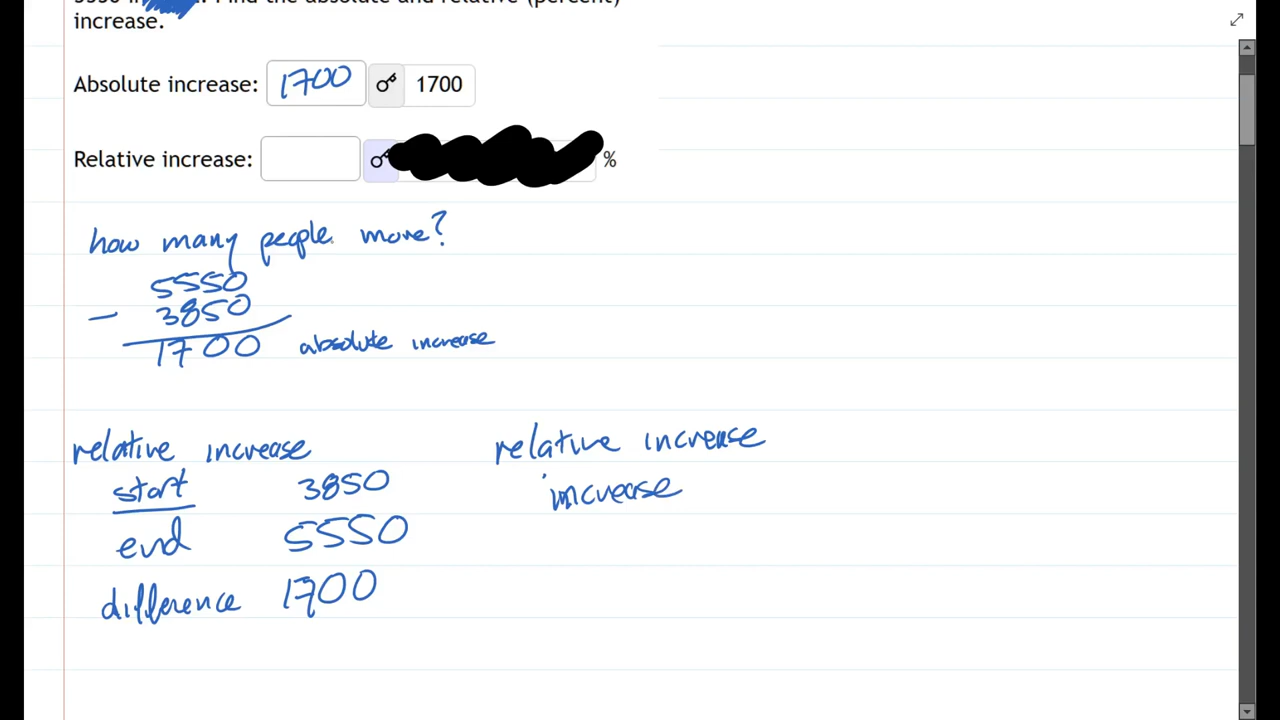 increase.
Absolute increase: 1700 1700
Relative increase: %
how many people more?
5550
- 3850
1700 absolute increase
relative increase
start 3850
end 5550
difference 1700
relative increase
increase